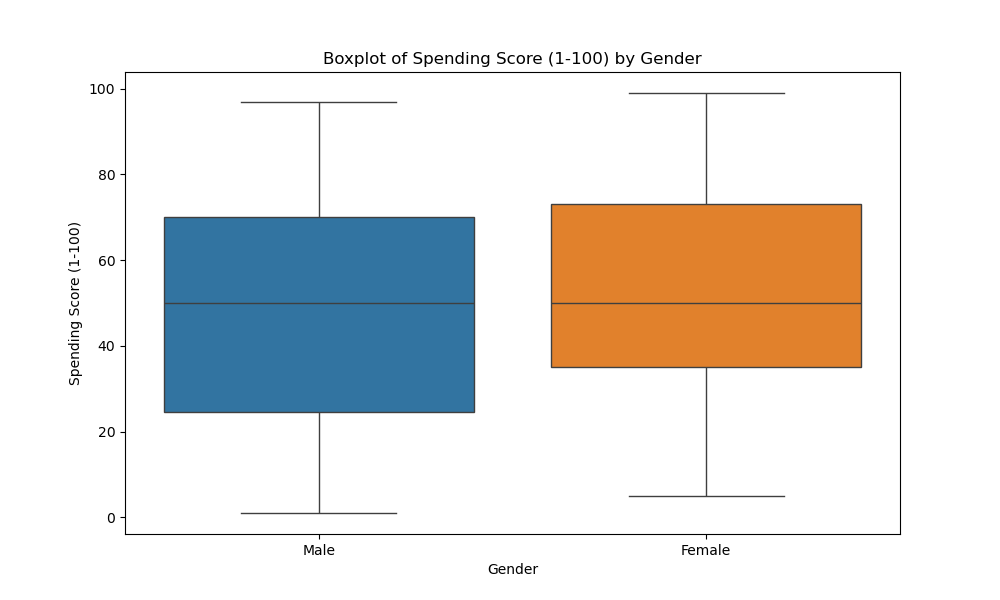 Boxplot of Spending Score (1-100) by Gender
100
80
60
40
20
0
Spending Score (1-100)
Male
Female
Gender